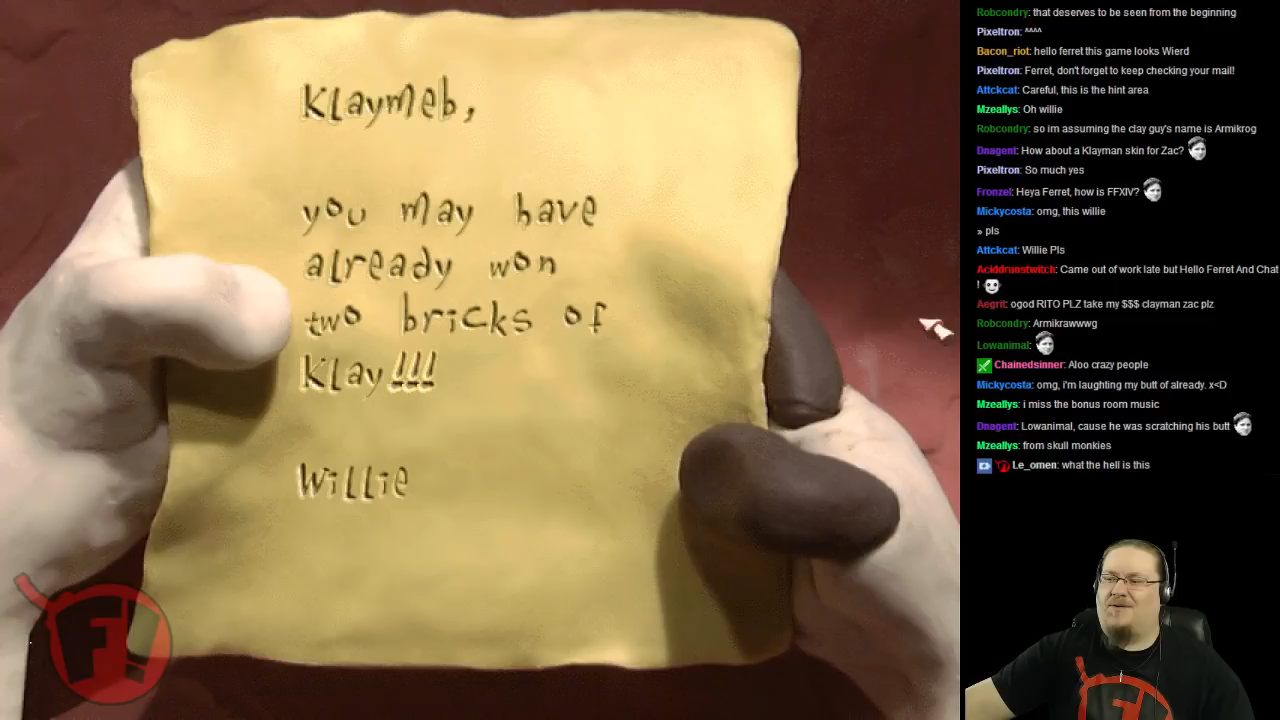 Klaymeb,
you may have
already won
two bricks of
Klay!!!
Willie
Robcondry: that deserves to be seen from the beginning
Pixeltron: ^^^^
Bacon_riot: hello ferret this game looks Wierd
Pixeltron: Ferret, don't forget to keep checking your mail!
Attckcat: Careful, this is the hint area
Mzeallys: Oh willie
Robcondry: so im assuming the clay guy's name is Armikrog
Dnagent: How about a Klayman skin for Zac?
Pixeltron: So much yes
Fronzel: Heya Ferret, how is FFXIV?
Mickycosta: omg, this willie
» pls
Attckcat: Willie Pls
Aciddrunstwitch: Came out of work late but Hello Ferret And Chat
!
Aegrit: ogod RITO PLZ take my $$$ clayman zac plz
Robcondry: Armikrawwwg
Lowanimal:
Chainedsinner: Aloo crazy people
Mickycosta: omg, i'm laughing my butt of already. x<D
Mzeallys: i miss the bonus room music
Dnagent: Lowanimal, cause he was scratching his butt
Mzeallys: from skull monkies
Le_omen: what the hell is this
F!